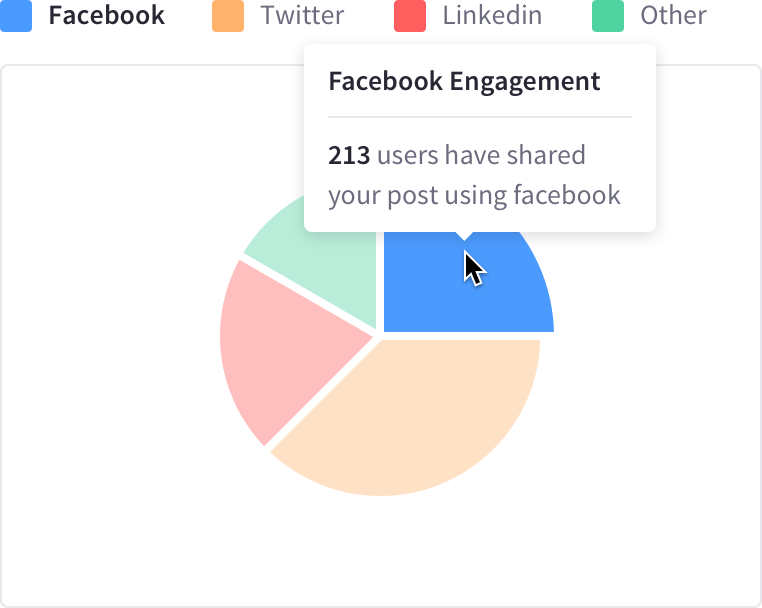 Facebook Twitter Linkedin Other
Facebook Engagement
213 users have shared
your post using facebook